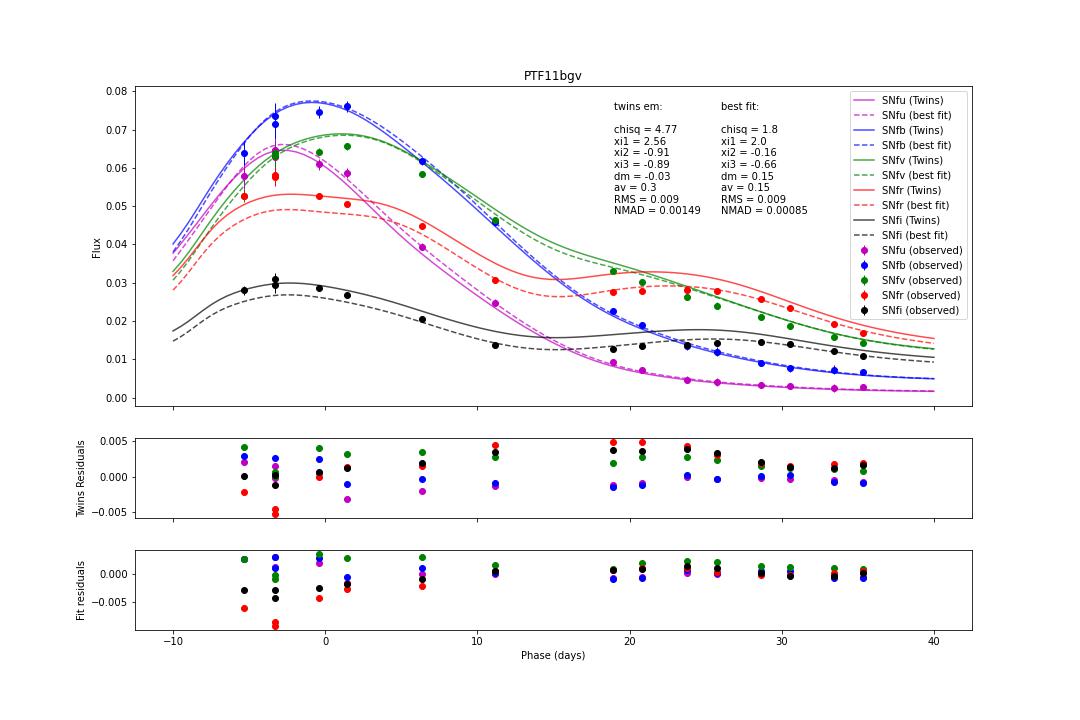 PTF11bgv
Flux
0.08
0.07
0.06
0.05
0.04
0.03
0.02
0.01
0.00
twins em: best fit:
chisq = 4.77 chisq = 1.8
xi1 = 2.56 xi1 = 2.0
xi2 = -0.91 xi2 = -0.16
xi3 = -0.89 xi3 = -0.66
dm = -0.03 dm = 0.15
av = 0.3 av = 0.15
RMS = 0.009 RMS = 0.009
NMAD = 0.00149 NMAD = 0.00085
SNfu (Twins)
SNfu (best fit)
SNfb (Twins)
SNfb (best fit)
SNfv (Twins)
SNfv (best fit)
SNfr (Twins)
SNfr (best fit)
SNfi (Twins)
SNfi (best fit)
SNfu (observed)
SNfb (observed)
SNfv (observed)
SNfr (observed)
SNfi (observed)
Twins Residuals
0.005
0.000
−0.005
Fit residuals
0.000
−0.005
−10 0 10 20 30 40
Phase (days)